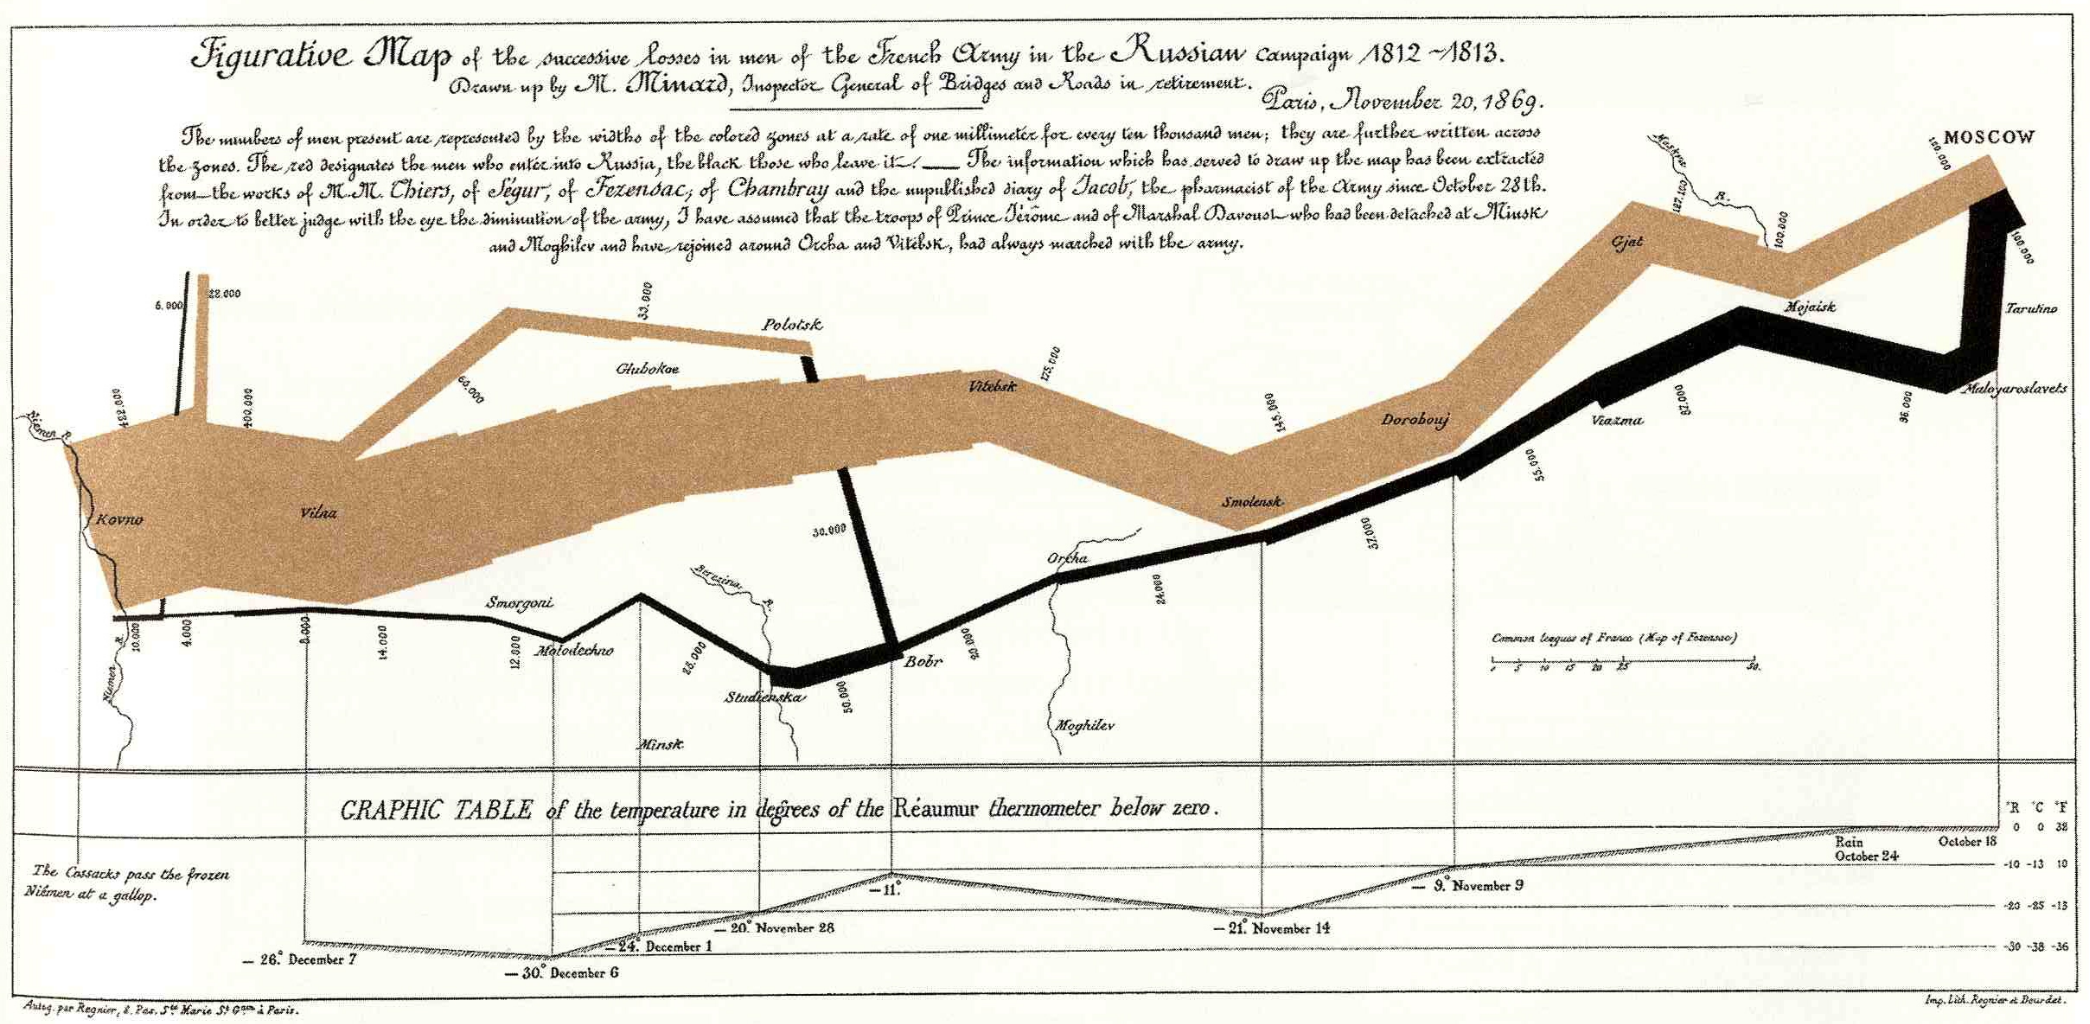 Figurative Map of the successive losses in men of the French Army in the Russian campaign 1812~1813.
Drawn up by M. Minard, Inspector General of Bridges and Roads in retirement.
Paris, November 20, 1869.
The numbers of men present are represented by the widths of the colored zones at a rate of one millimeter for every ten thousand men; they are further written across
the zones. The red designates the men who enter into Russia, the black those who leave it. — The information which has served to draw up the map has been extracted
from the works of M.M. Thiers, of Ségur, of Fezensac, of Chambray and the unpublished diary of Jacob, the pharmacist of the Army since October 28th.
In order to better judge with the eye the diminution of the army, I have assumed that the troops of Prince Jérôme and of Marshal Davoust who had been detached at Minsk
and Moghilev and have rejoined around Orcha and Vitebsk, had always marched with the army.
MOSCOW
100.000
Moskva R.
127.100
100.000
100.000
Gjat
Mojaisk
Tarutino
6.000
22.000
33.000
Polotsk
Glubokoe
60.000
175.000
Vitebsk
422.000
400.000
145.000
Dorobouj
Malojaroslavets
96.000
87.000
Viazma
55.000
Niemen R.
Kovno
Vilna
Smolensk
37.000
30.000
Orcha
24.000
Berezina R.
Smorgoni
10.000
4.000
8.000
14.000
12.000
Molodechno
28.000
Studienska
50.000
Bobr
20.000
Niemen R.
Minsk
Moghilev
Common leagues of France (Map of Fezensac)
5 10 15 20 25 50.
GRAPHIC TABLE of the temperature in degrees of the Réaumur thermometer below zero.
°R °C °F
0 0 32
-10 -13 10
-20 -25 -13
-30 -38 -36
The Cossacks pass the frozen
Niémen at a gallop.
— 26.° December 7
— 30.° December 6
— 24.° December 1
— 20.° November 28
— 11.°
— 21.° November 14
— 9.° November 9
Rain
October 24
October 18
Autog. par Regnier, 8. Pas. Ste Marie St Gain à Paris.
Imp. Lith. Regnier et Dourdet.